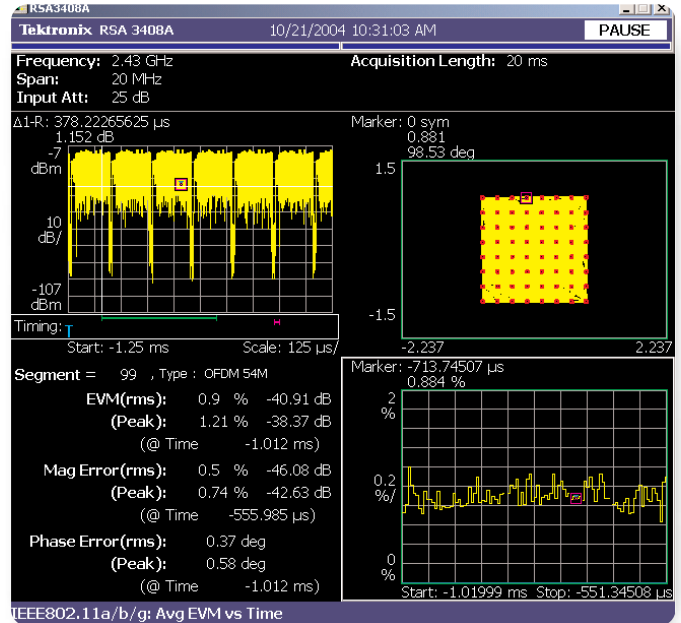 RSA3408A
Tektronix RSA 3408A 10/21/2004 10:31:03 AM PAUSE
Frequency: 2.43 GHz Acquisition Length: 20 ms
Span: 20 MHz
Input Att: 25 dB
Δ1-R: 378.22265625 µs
1.152 dB
-7
dBm
10
dB/
-107
dBm
Timing: T
Start: -1.25 ms Scale: 125 µs/
Marker: 0 sym
0.881
98.53 deg
1.5
-1.5
-2.237 2.237
Segment = 99 , Type : OFDM 54M
EVM(rms): 0.9 % -40.91 dB
(Peak): 1.21 % -38.37 dB
(@ Time -1.012 ms)
Mag Error(rms): 0.5 % -46.08 dB
(Peak): 0.74 % -42.63 dB
(@ Time -555.985 µs)
Phase Error(rms): 0.37 deg
(Peak): 0.58 deg
(@ Time -1.012 ms)
Marker: -713.74507 µs
0.884 %
2
%
0.2
%/
0
%
Start: -1.01999 ms Stop: -551.34508 µs
IEEE802.11a/b/g: Avg EVM vs Time